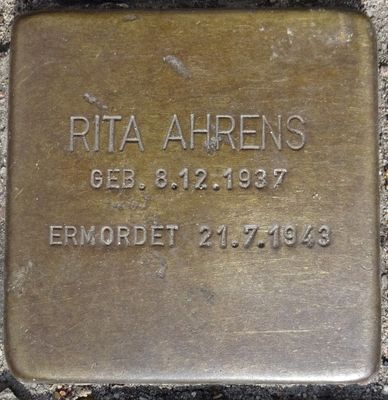 RITA AHRENS
GEB. 8.12.1937
ERMORDET 21.7.1943